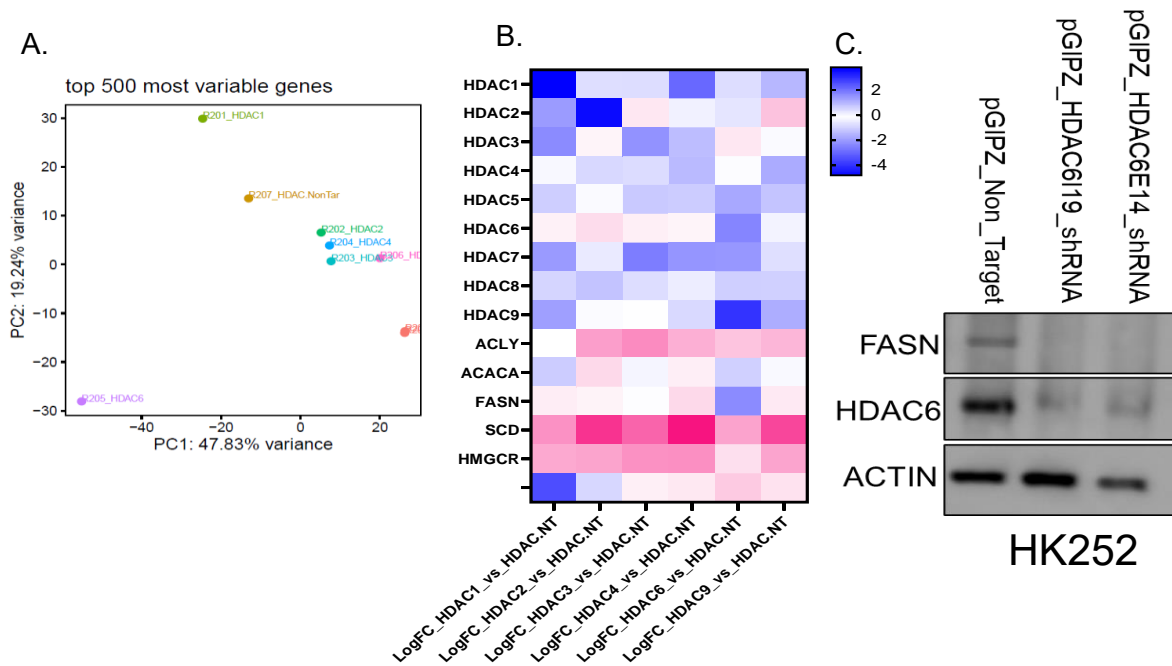 A.
top 500 most variable genes
R201_HDAC1
R207_HDAC.NonTar
R202_HDAC2
R204_HDAC4
R205_HDAC6
30
20
10
0
−10
−20
−30
PC2: 19.24% variance
−40
−20
0
20
PC1: 47.83% variance
B.
HDAC1
HDAC2
HDAC3
HDAC4
HDAC5
HDAC6
HDAC7
HDAC8
HDAC9
ACLY
ACACA
FASN
SCD
HMGCR
LogFC_HDAC1_vs_HDAC.NT
LogFC_HDAC2_vs_HDAC.NT
LogFC_HDAC3_vs_HDAC.NT
LogFC_HDAC4_vs_HDAC.NT
LogFC_HDAC6_vs_HDAC.NT
LogFC_HDAC9_vs_HDAC.NT
2
0
-2
-4
C.
pGIPZ_Non_Target
pGIPZ_HDAC6I19_shRNA
pGIPZ_HDAC6E14_shRNA
FASN
HDAC6
ACTIN
HK252